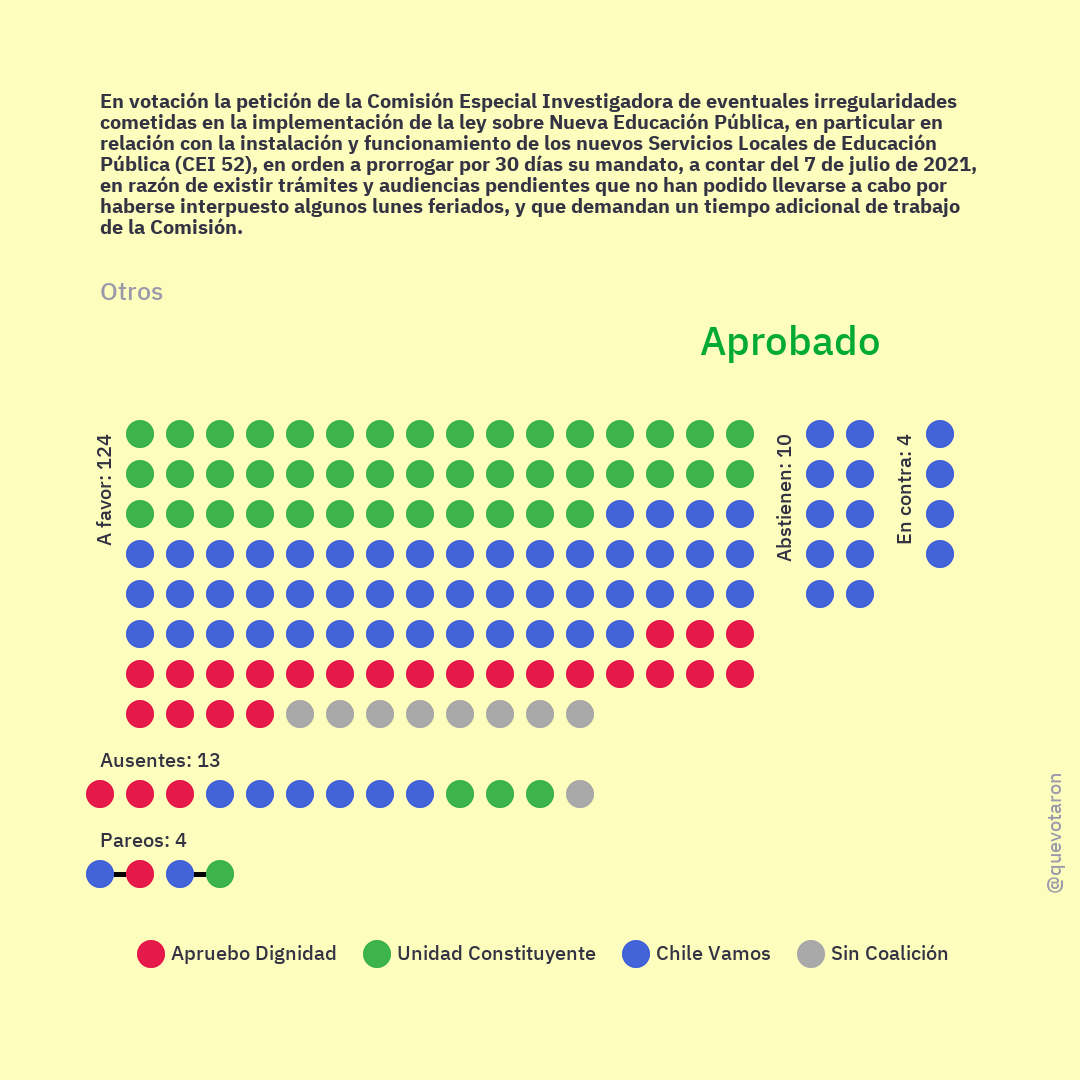 En votación la petición de la Comisión Especial Investigadora de eventuales irregularidades
cometidas en la implementación de la ley sobre Nueva Educación Pública, en particular en
relación con la instalación y funcionamiento de los nuevos Servicios Locales de Educación
Pública (CEI 52), en orden a prorrogar por 30 días su mandato, a contar del 7 de julio de 2021,
en razón de existir trámites y audiencias pendientes que no han podido llevarse a cabo por
haberse interpuesto algunos lunes feriados, y que demandan un tiempo adicional de trabajo
de la Comisión.
Otros
Aprobado
A favor: 124
Abstienen: 10
En contra: 4
Ausentes: 13
Pareos: 4
@quevotaron
Apruebo Dignidad
Unidad Constituyente
Chile Vamos
Sin Coalición